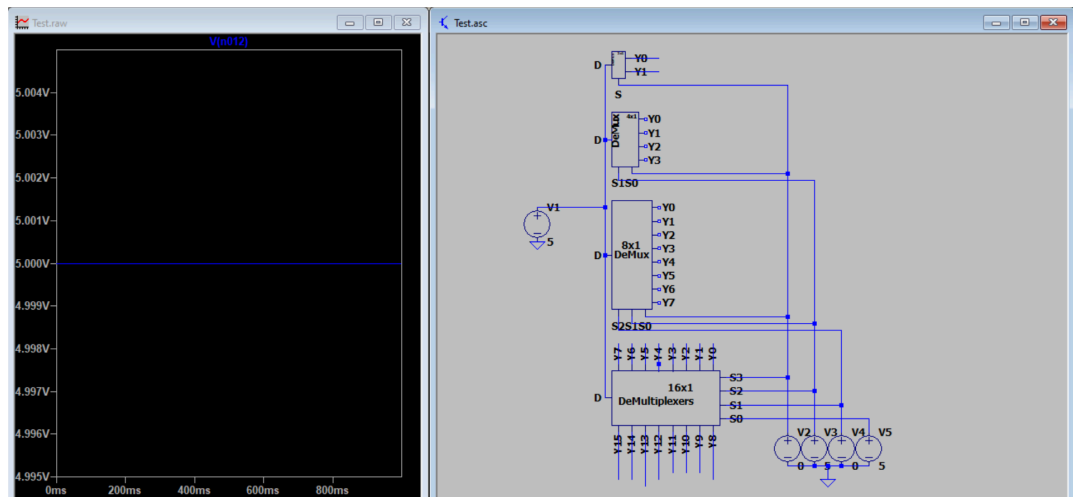 Test.raw
V(n012)
5.004V
5.003V
5.002V
5.001V
5.000V
4.999V
4.998V
4.997V
4.996V
4.995V
0ms 200ms 400ms 600ms 800ms
Test.asc
D Y0
Y1
S
DeMux 4x1
D Y0
Y1
Y2
Y3
S1S0
V1
5
8x1
DeMux
D
Y0
Y1
Y2
Y3
Y4
Y5
Y6
Y7
S2S1S0
Y7 Y6 Y5 Y4 Y3 Y2 Y1 Y0
16x1
DeMultiplexers
D
S3
S2
S1
S0
Y15 Y14 Y13 Y12 Y11 Y10 Y9 Y8
V2 V3 V4 V5
0 5 0 5